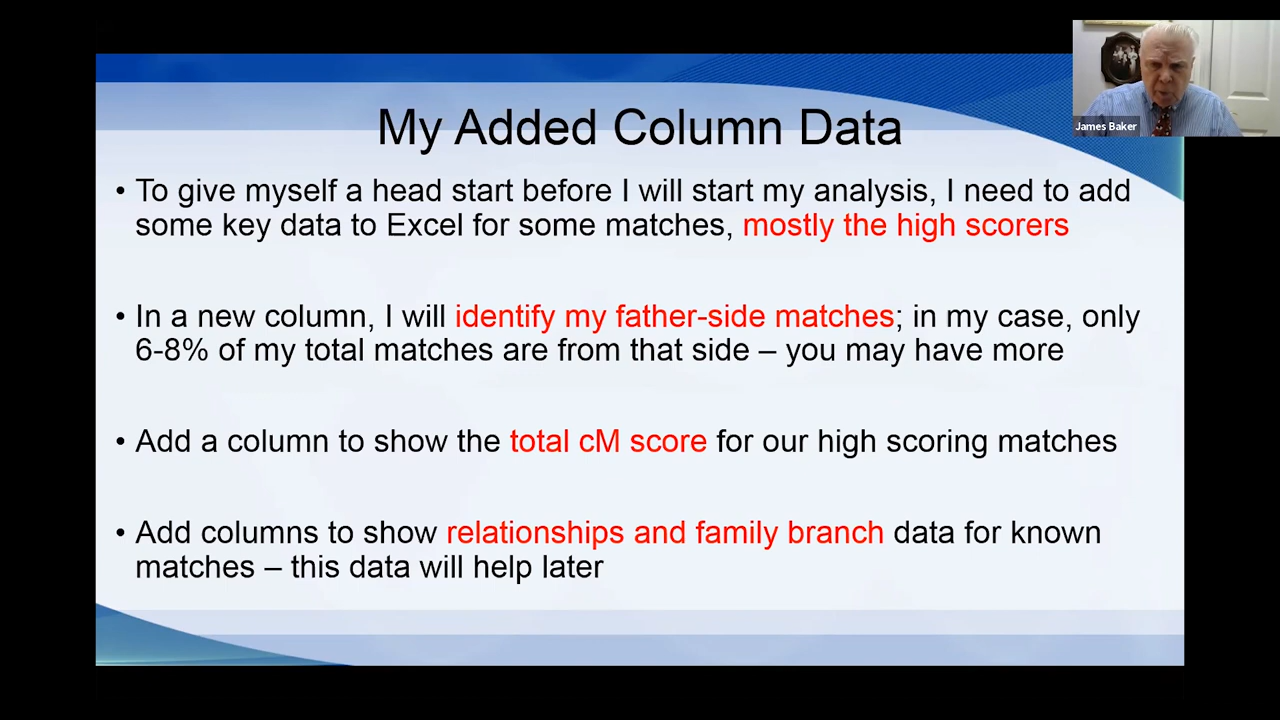 James Baker
My Added Column Data
• To give myself a head start before I will start my analysis, I need to add
some key data to Excel for some matches, mostly the high scorers
• In a new column, I will identify my father-side matches; in my case, only
6-8% of my total matches are from that side – you may have more
• Add a column to show the total cM score for our high scoring matches
• Add columns to show relationships and family branch data for known
matches – this data will help later